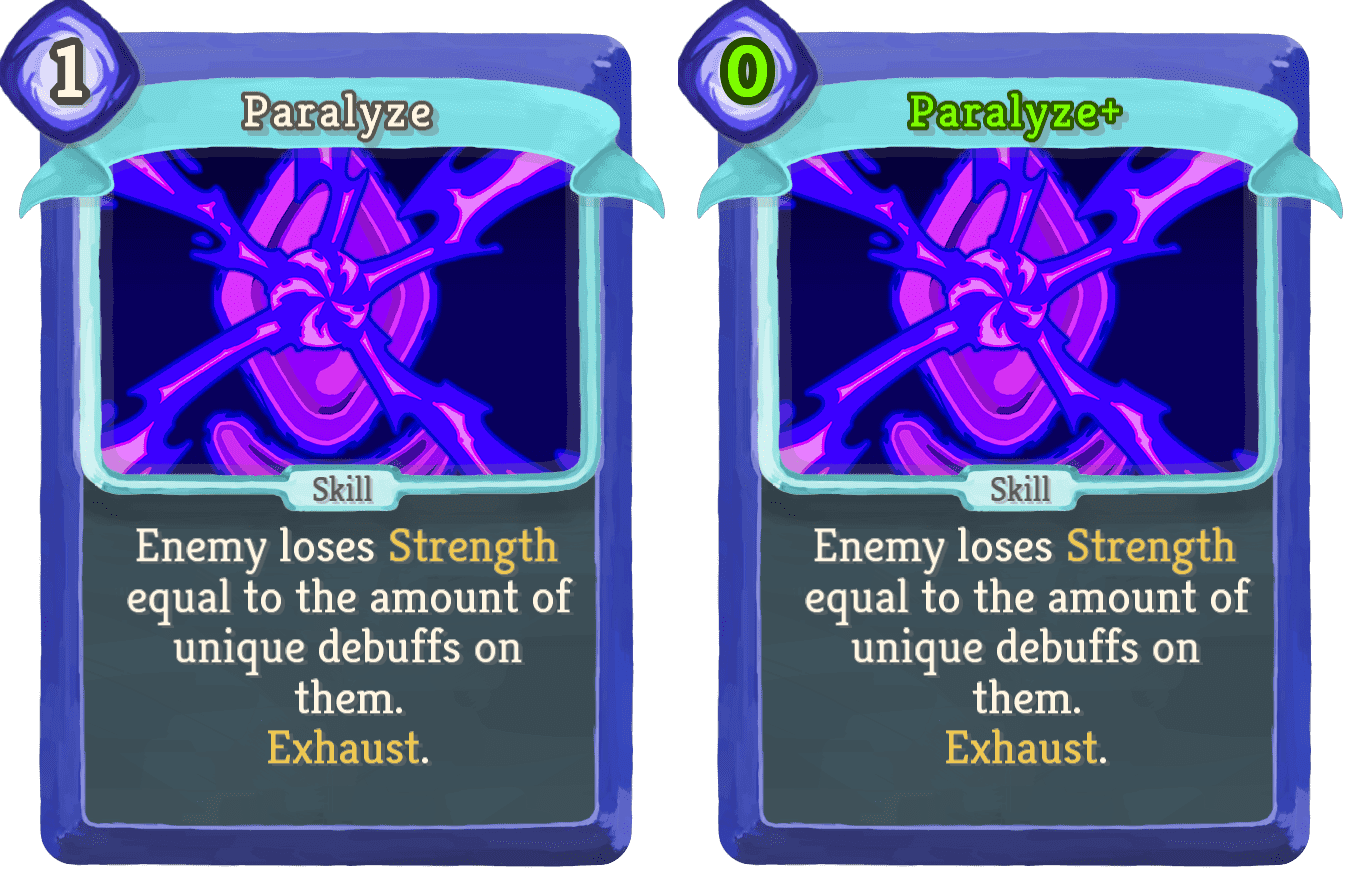 1
Paralyze
Skill
Enemy loses Strength
equal to the amount of
unique debuffs on
them.
Exhaust.
0
Paralyze+
Skill
Enemy loses Strength
equal to the amount of
unique debuffs on
them.
Exhaust.